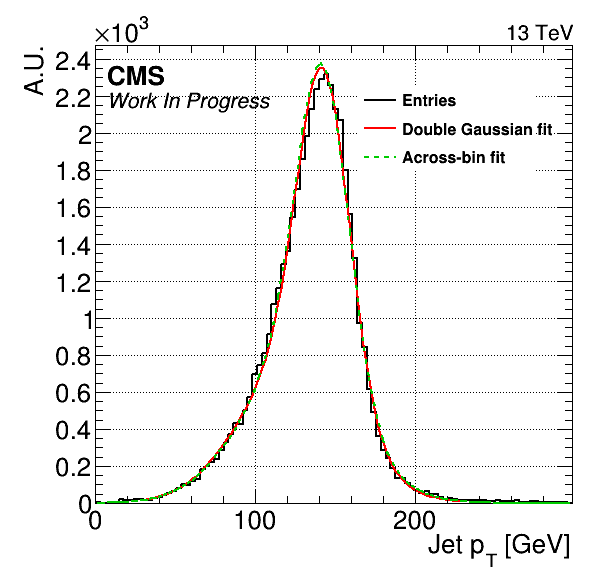 ×10³ 13 TeV
A.U.
CMS
Work In Progress
Entries
Double Gaussian fit
Across-bin fit
2.4
2.2
2
1.8
1.6
1.4
1.2
1
0.8
0.6
0.4
0.2
0
0 100 200
Jet p_T [GeV]